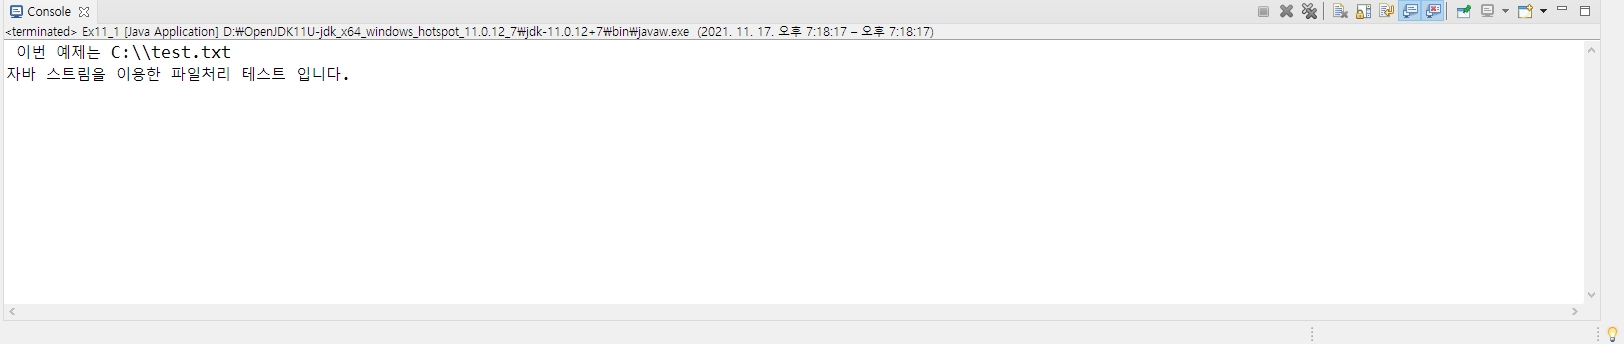 Console
<terminated> Ex11_1 [Java Application] D:₩OpenJDK11U-jdk_x64_windows_hotspot_11.0.12_7₩jdk-11.0.12+7₩bin₩javaw.exe (2021. 11. 17. 오후 7:18:17 – 오후 7:18:17)
이번 예제는 C:\\test.txt
자바 스트림을 이용한 파일처리 테스트 입니다.